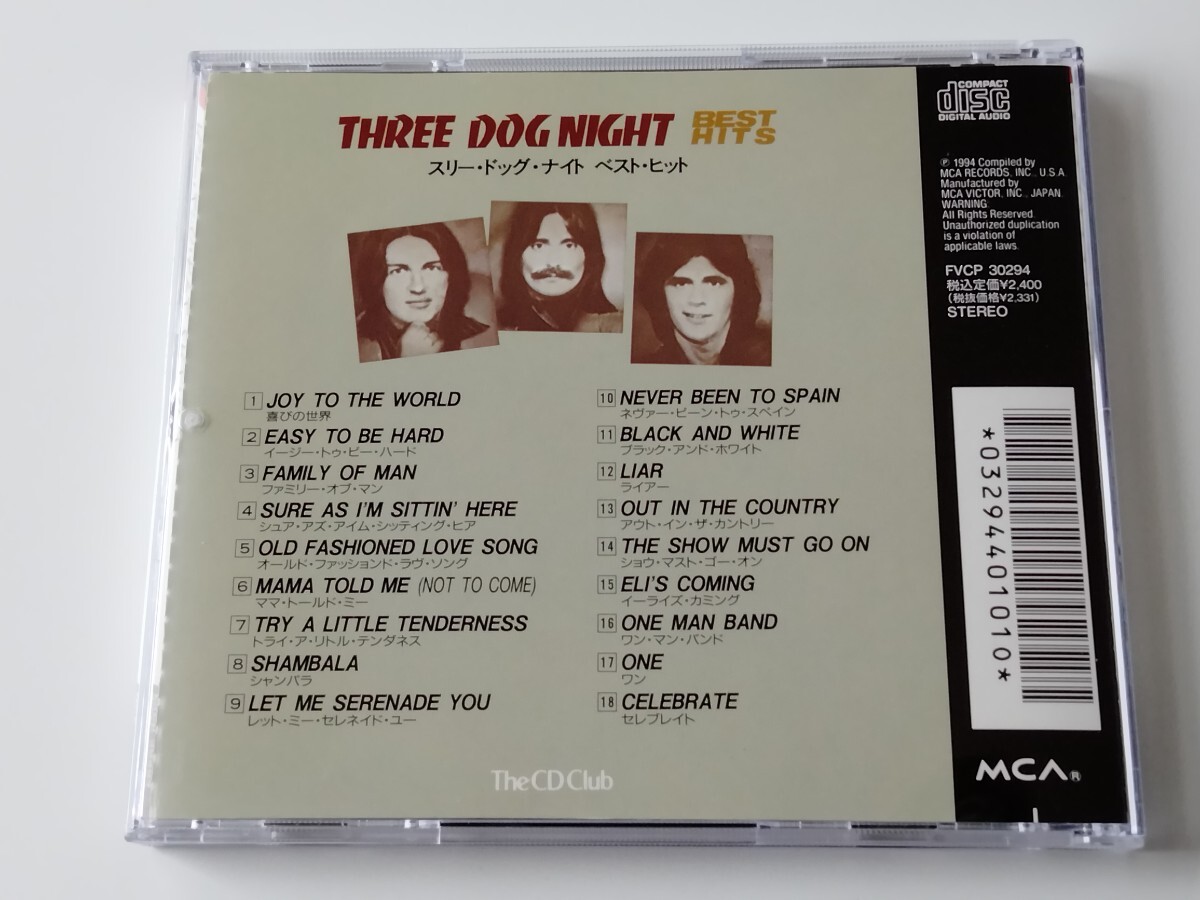 THREE DOG NIGHT BEST HITS
スリー・ドッグ・ナイト ベスト・ヒット
1 JOY TO THE WORLD
喜びの世界
2 EASY TO BE HARD
イージー・トゥ・ビー・ハード
3 FAMILY OF MAN
ファミリー・オブ・マン
4 SURE AS I'M SITTIN' HERE
シュア・アズ・アイム・シッティング・ヒア
5 OLD FASHIONED LOVE SONG
オールド・ファッションド・ラヴ・ソング
6 MAMA TOLD ME (NOT TO COME)
ママ・トールド・ミー
7 TRY A LITTLE TENDERNESS
トライ・ア・リトル・テンダネス
8 SHAMBALA
シャンバラ
9 LET ME SERENADE YOU
レット・ミー・セレネイド・ユー
10 NEVER BEEN TO SPAIN
ネヴァー・ビーン・トゥ・スペイン
11 BLACK AND WHITE
ブラック・アンド・ホワイト
12 LIAR
ライアー
13 OUT IN THE COUNTRY
アウト・イン・ザ・カントリー
14 THE SHOW MUST GO ON
ショウ・マスト・ゴー・オン
15 ELI'S COMING
イーライズ・カミング
16 ONE MAN BAND
ワン・マン・バンド
17 ONE
ワン
18 CELEBRATE
セレブレイト
The CD Club
COMPACT
disc
DIGITAL AUDIO
Ⓟ 1994 Compiled by
MCA RECORDS, INC., U.S.A.
Manufactured by
MCA VICTOR, INC., JAPAN.
WARNING:
All Rights Reserved.
Unauthorized duplication
is a violation of
applicable laws.
FVCP 30294
税込定価¥2,400
(税抜価格¥2,331)
STEREO
*0329440101 0*
MCA®